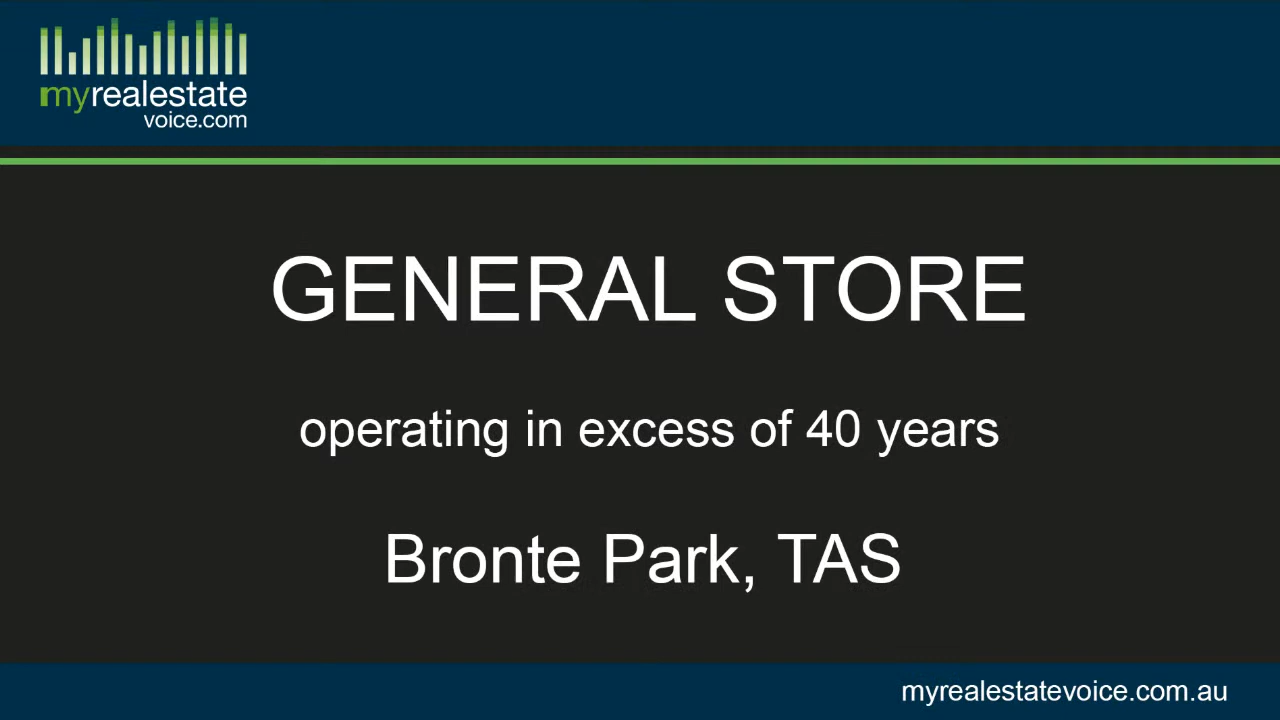 myrealestate
voice.com
GENERAL STORE
operating in excess of 40 years
Bronte Park, TAS
myrealestatevoice.com.au